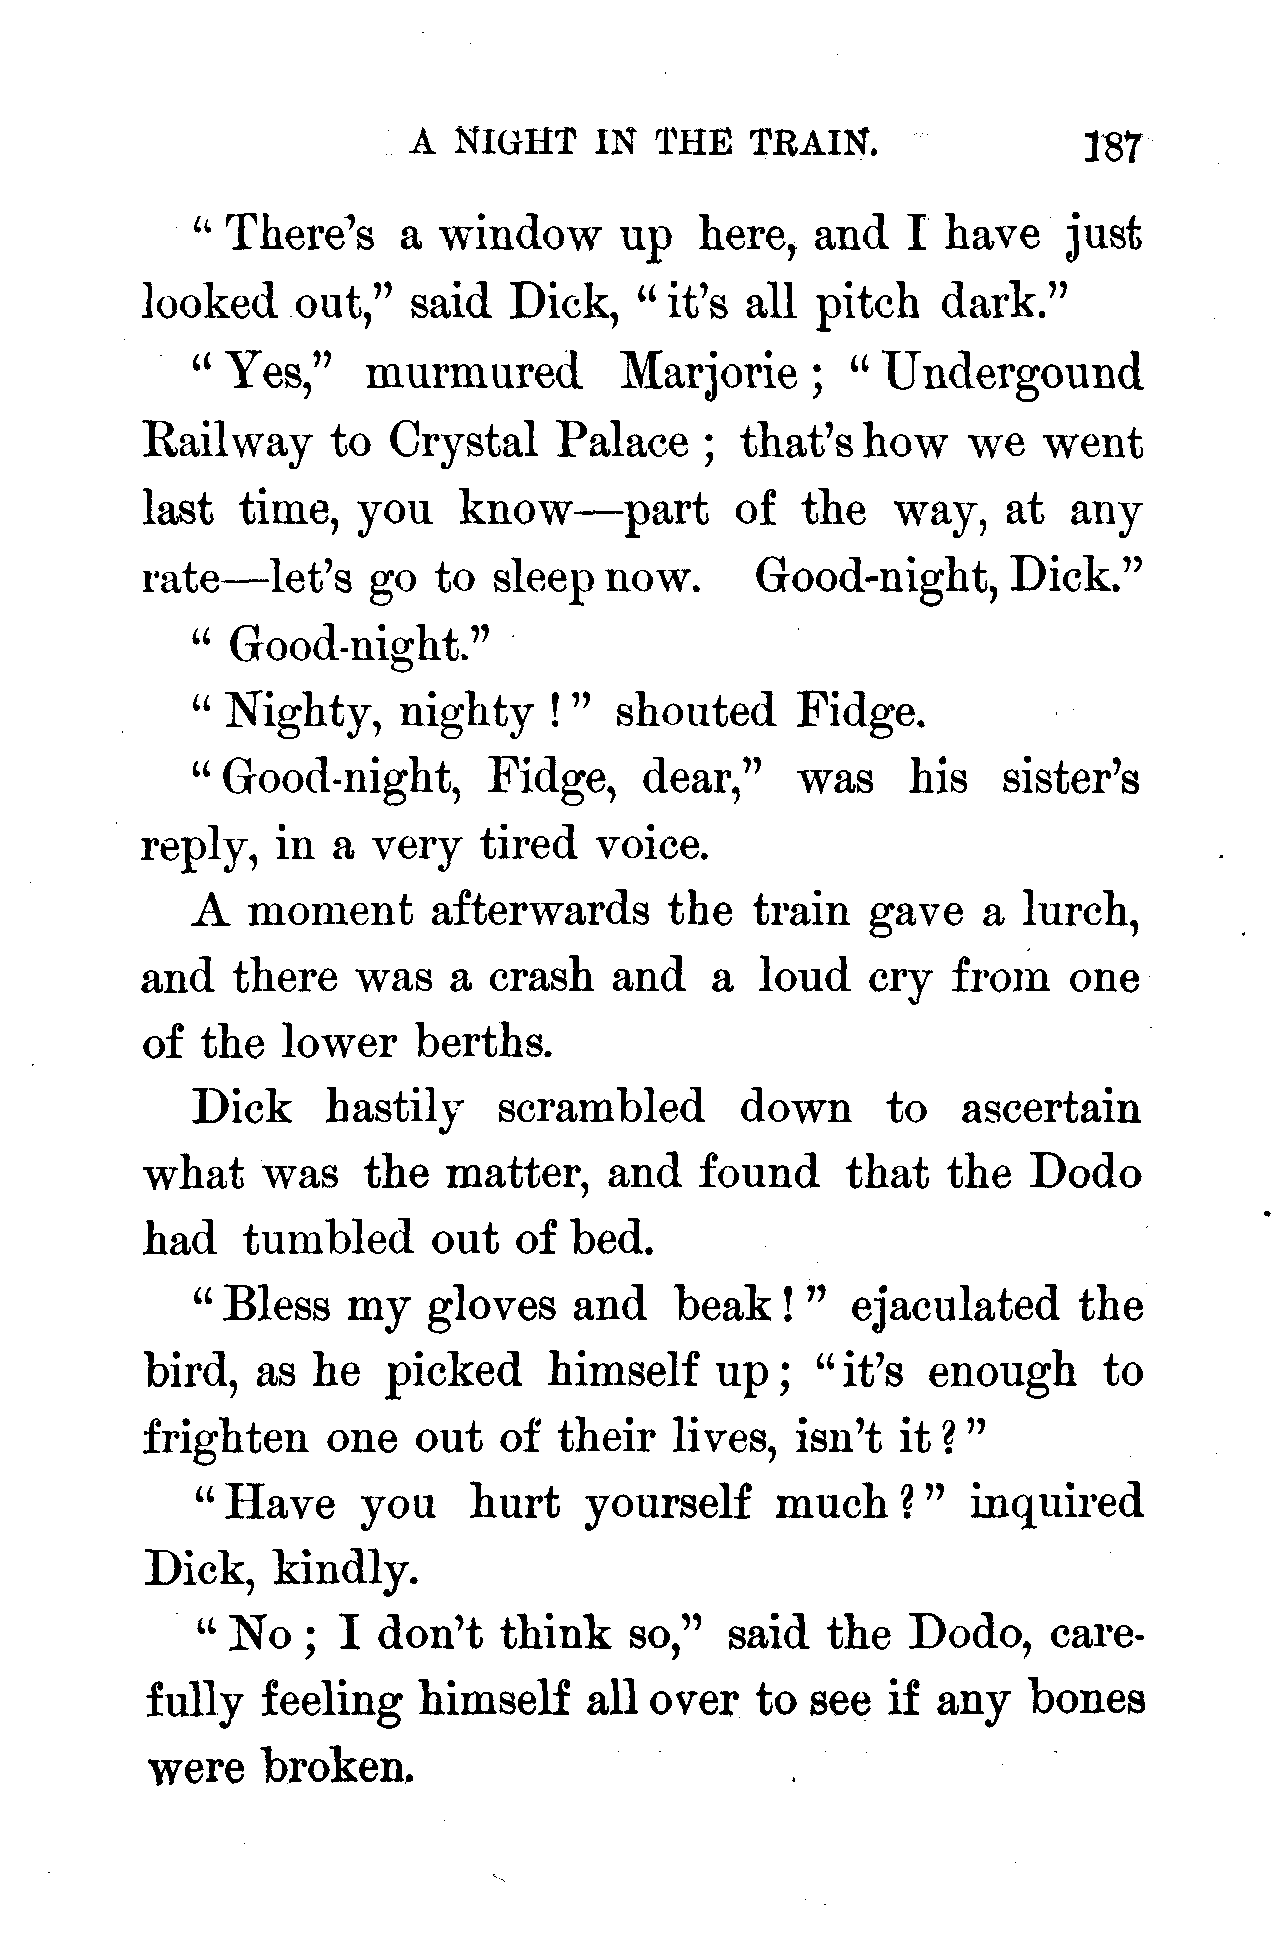 A NIGHT IN THE TRAIN. 187
“ There’s a window up here, and I have just
looked out,” said Dick, “ it’s all pitch dark.”
“ Yes,” murmured Marjorie ; “ Undergound
Railway to Crystal Palace ; that’s how we went
last time, you know—part of the way, at any
rate—let’s go to sleep now. Good-night, Dick.”
“ Good-night.”
“ Nighty, nighty ! ” shouted Fidge.
“ Good-night, Fidge, dear,” was his sister’s
reply, in a very tired voice.
A moment afterwards the train gave a lurch,
and there was a crash and a loud cry from one
of the lower berths.
Dick hastily scrambled down to ascertain
what was the matter, and found that the Dodo
had tumbled out of bed.
“ Bless my gloves and beak ! ” ejaculated the
bird, as he picked himself up ; “ it’s enough to
frighten one out of their lives, isn’t it ? ”
“ Have you hurt yourself much ? ” inquired
Dick, kindly.
“ No ; I don’t think so,” said the Dodo, care-
fully feeling himself all over to see if any bones
were broken.